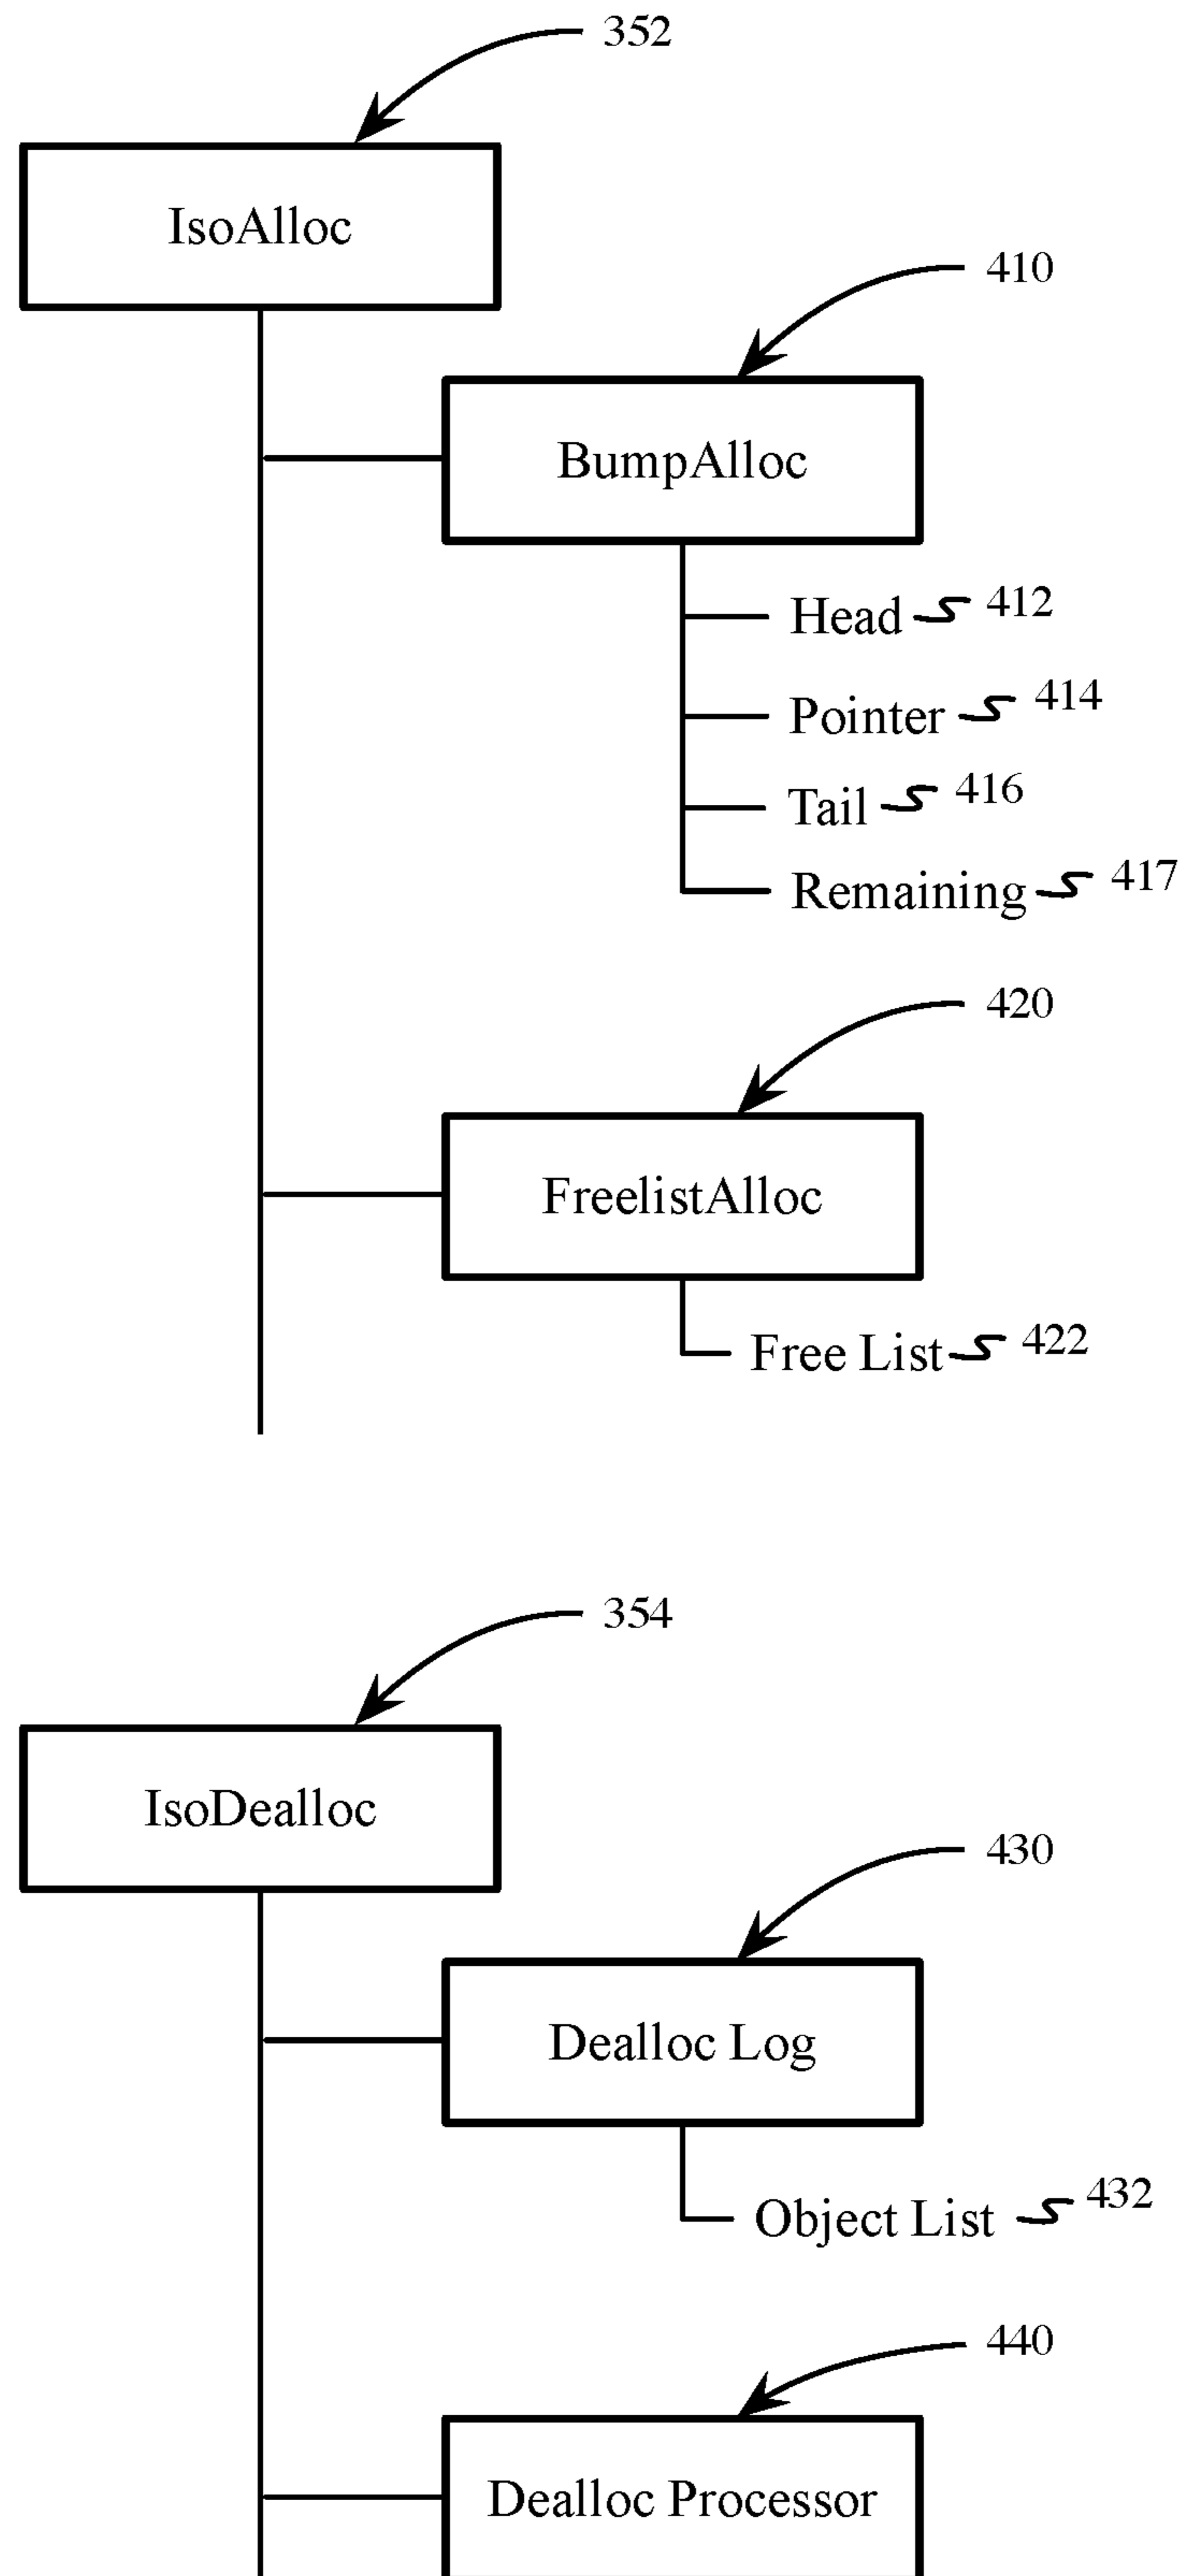 352
IsoAlloc
410
BumpAlloc
Head 412
Pointer 414
Tail 416
Remaining 417
420
FreelistAlloc
Free List 422
354
IsoDealloc
430
Dealloc Log
Object List 432
440
Dealloc Processor